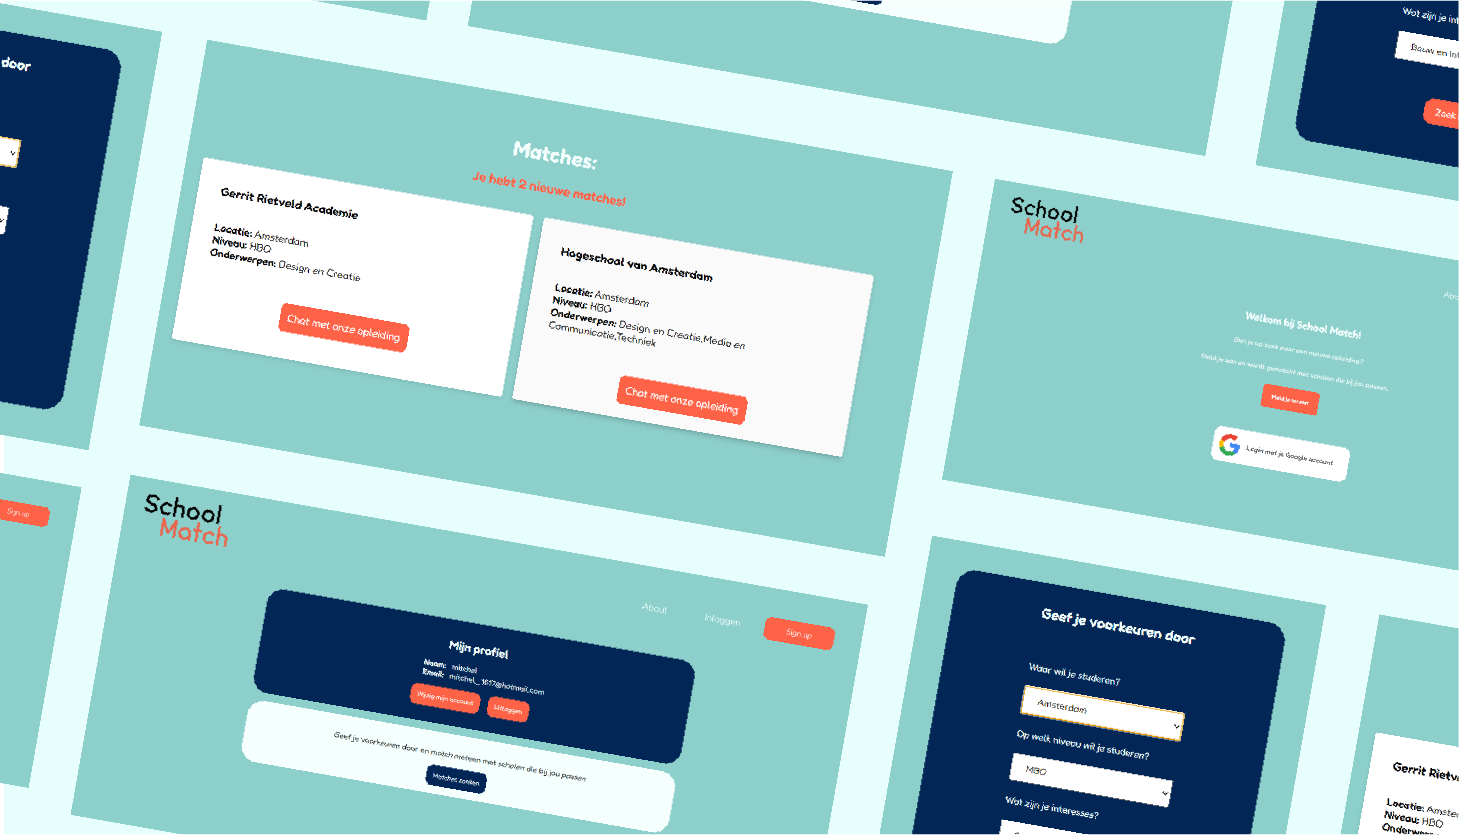 door
Matches:
Je hebt 2 nieuwe matches!
Gerrit Rietveld Academie
Locatie: Amsterdam
Niveau: HBO
Onderwerpen: Design en Creatie
Chat met onze opleiding
Hogeschool van Amsterdam
Locatie: Amsterdam
Niveau: HBO
Onderwerpen: Design en Creatie,Media en
Communicatie,Techniek
Chat met onze opleiding
Wat zijn je int
Bouw en Inf
Zoek
School
Match
Abo
Welkom bij School Match!
Ben je op zoek naar een nieuwe opleiding?
Meld je aan en wordt gematcht met scholen die bij jou passen.
Meld je nu aan
Login met je Google account
Sign up
School
Match
About
Inloggen
Sign up
Mijn profiel
Naam: mitchel
Email: mitchel_1617@hotmail.com
Wijzig mijn account
Uitloggen
Geef je voorkeuren door en match meteen met scholen die bij jou passen
Matches zoeken
Geef je voorkeuren door
Waar wil je studeren?
Amsterdam
Op welk niveau wil je studeren?
MBO
Wat zijn je interesses?
Gerrit Rietv
Locatie: Amster
Niveau: HBO
Onderwerpen: